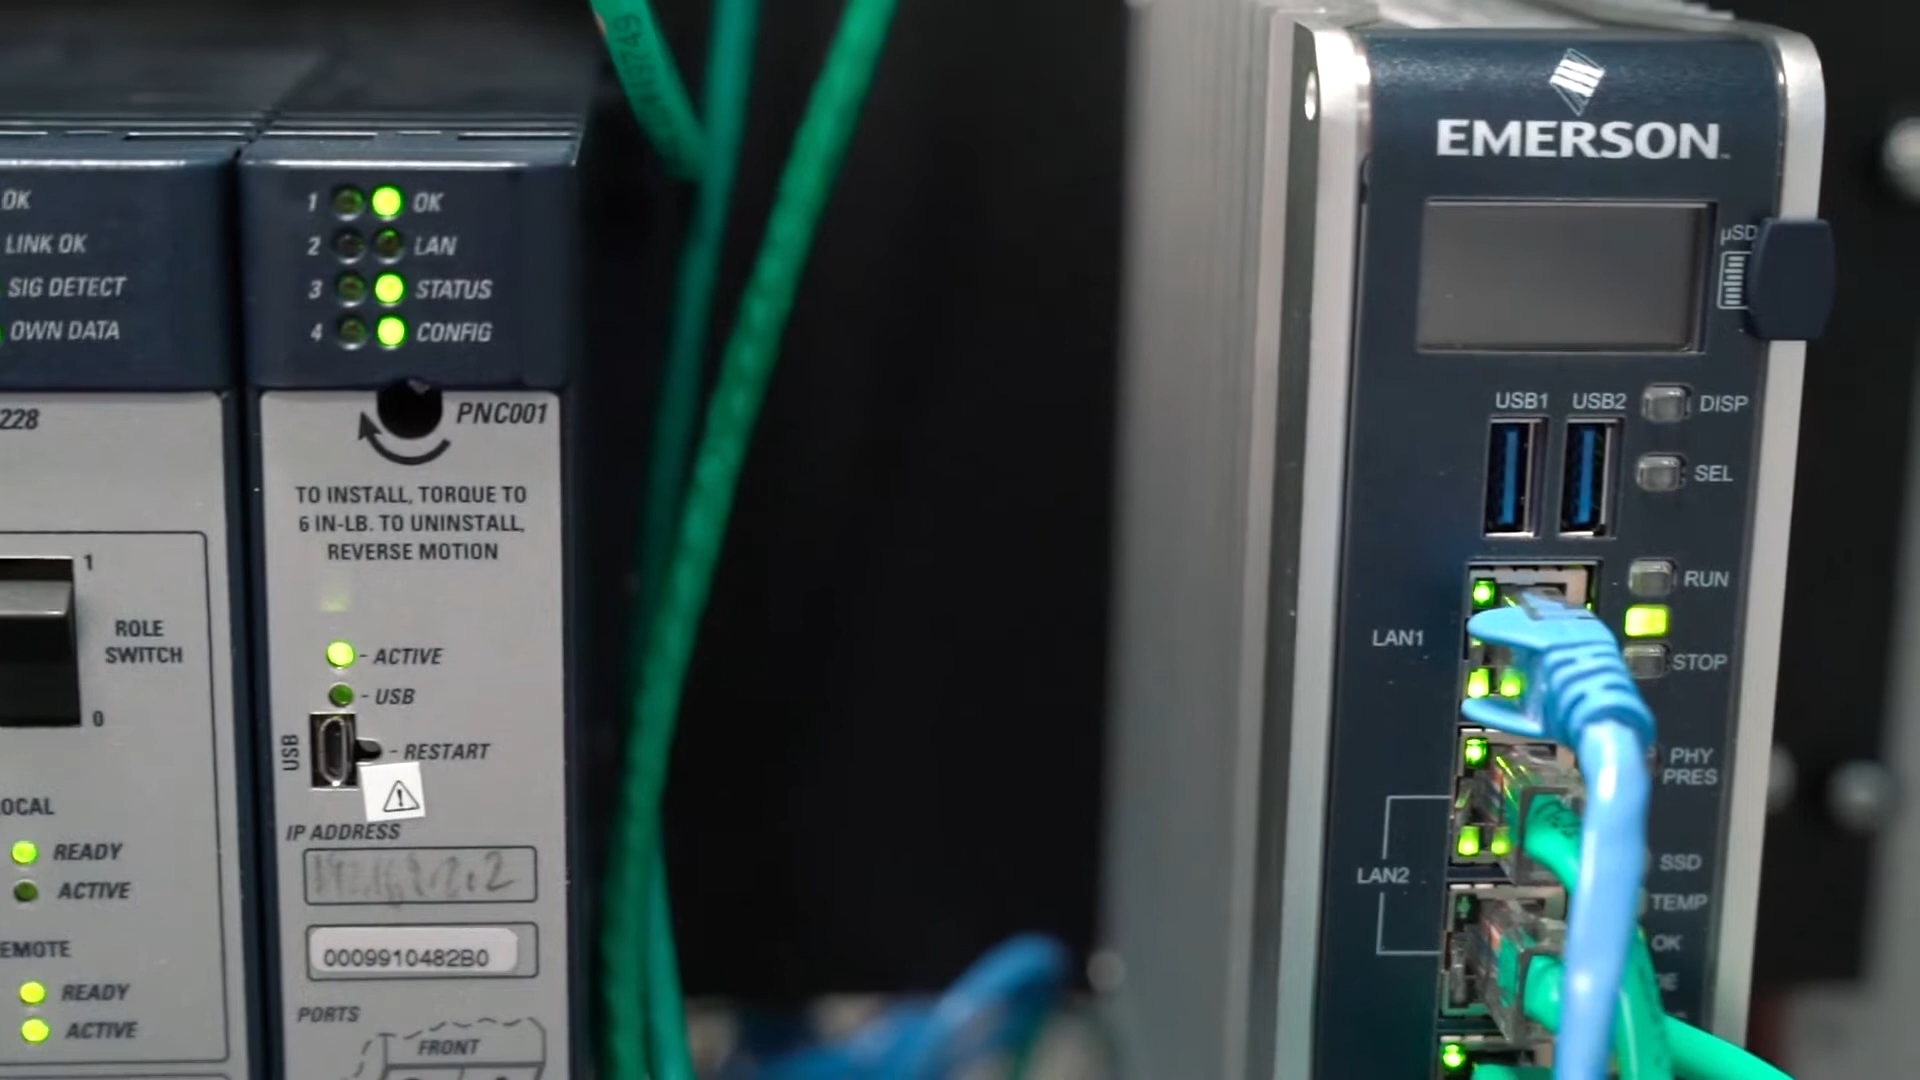 OK
LINK OK
SIG DETECT
OWN DATA
228
1
ROLE
SWITCH
0
OCAL
READY
ACTIVE
EMOTE
READY
ACTIVE
1 OK
2 LAN
3 STATUS
4 CONFIG
PNC001
TO INSTALL, TORQUE TO
6 IN-LB. TO UNINSTALL,
REVERSE MOTION
- ACTIVE
- USB
USB
- RESTART
IP ADDRESS
0009910482B0
PORTS
FRONT
EMERSON
µSD
USB1 USB2 DISP
SEL
RUN
LAN1
STOP
PHY
PRES
LAN2
SSD
TEMP
OK